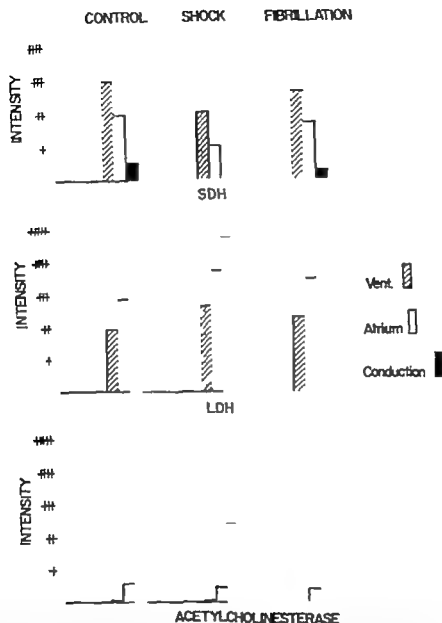 CONTROL SHOCK FIBRILLATION
INTENSITY
++++
+++
++
+
SDH
INTENSITY
+++++
++++
+++
++
+
LDH
Vent.
Atrium
Conduction
INTENSITY
+++++
++++
+++
++
+
ACETYLCHOLINESTERASE